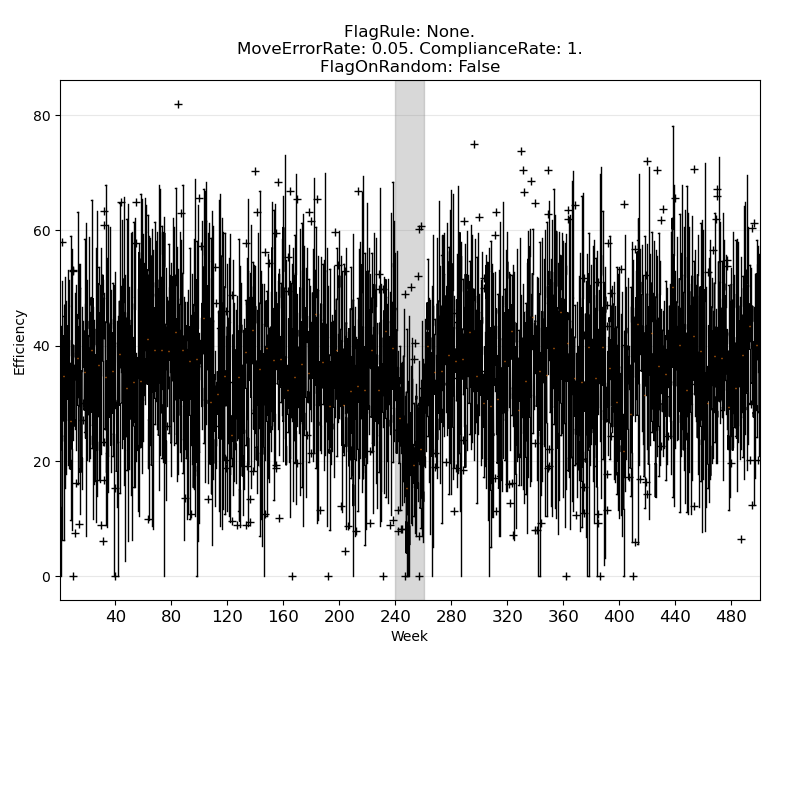 FlagRule: None.
MoveErrorRate: 0.05. ComplianceRate: 1.
FlagOnRandom: False
80
60
40
20
0
Efficiency
40 80 120 160 200 240 280 320 360 400 440 480
Week